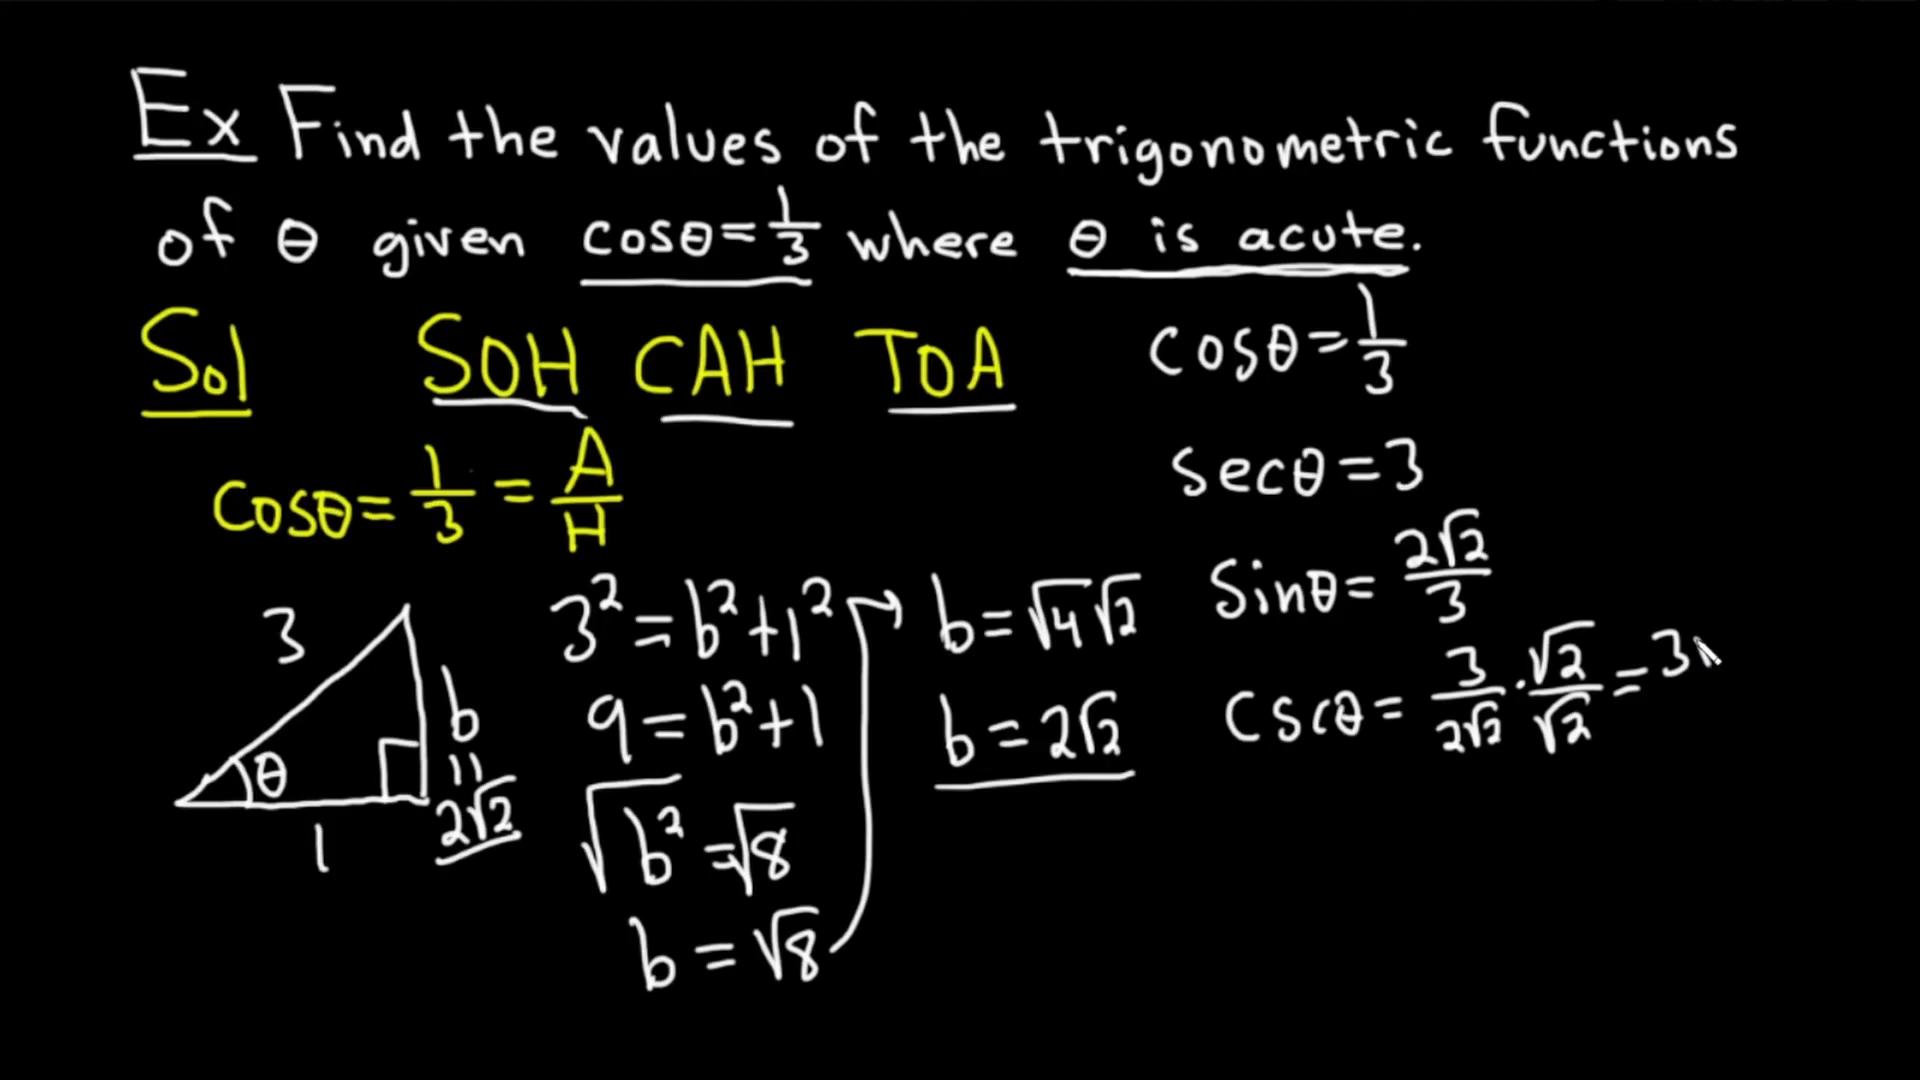 Ex Find the values of the trigonometric functions
of θ given cosθ=1/3 where θ is acute.
Sol SOH CAH TOA
cosθ=1/3=A/H
3
θ
1
b
=
2√2
3²=b²+1²
9=b²+1
√b²=√8
b=√8
b=√4√2
b=2√2
cosθ=1/3
secθ=3
sinθ=2√2/3
cscθ=3/2√2·√2/√2=3